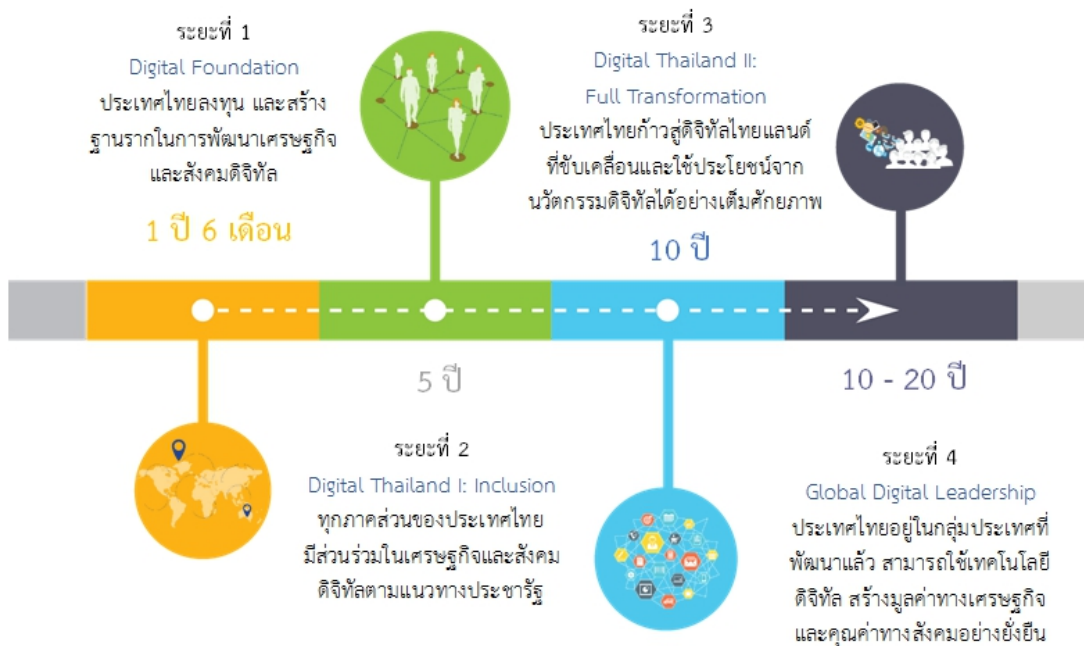 ระยะที่ 1
Digital Foundation
ประเทศไทยลงทุน และสร้าง
ฐานรากในการพัฒนาเศรษฐกิจ
และสังคมดิจิทัล
1 ปี 6 เดือน
5 ปี
ระยะที่ 2
Digital Thailand I: Inclusion
ทุกภาคส่วนของประเทศไทย
มีส่วนร่วมในเศรษฐกิจและสังคม
ดิจิทัลตามแนวทางประชารัฐ
ระยะที่ 3
Digital Thailand II:
Full Transformation
ประเทศไทยก้าวสู่ดิจิทัลไทยแลนด์
ที่ขับเคลื่อนและใช้ประโยชน์จาก
นวัตกรรมดิจิทัลได้อย่างเต็มศักยภาพ
10 ปี
10 - 20 ปี
ระยะที่ 4
Global Digital Leadership
ประเทศไทยอยู่ในกลุ่มประเทศที่
พัฒนาแล้ว สามารถใช้เทคโนโลยี
ดิจิทัล สร้างมูลค่าทางเศรษฐกิจ
และคุณค่าทางสังคมอย่างยั่งยืน